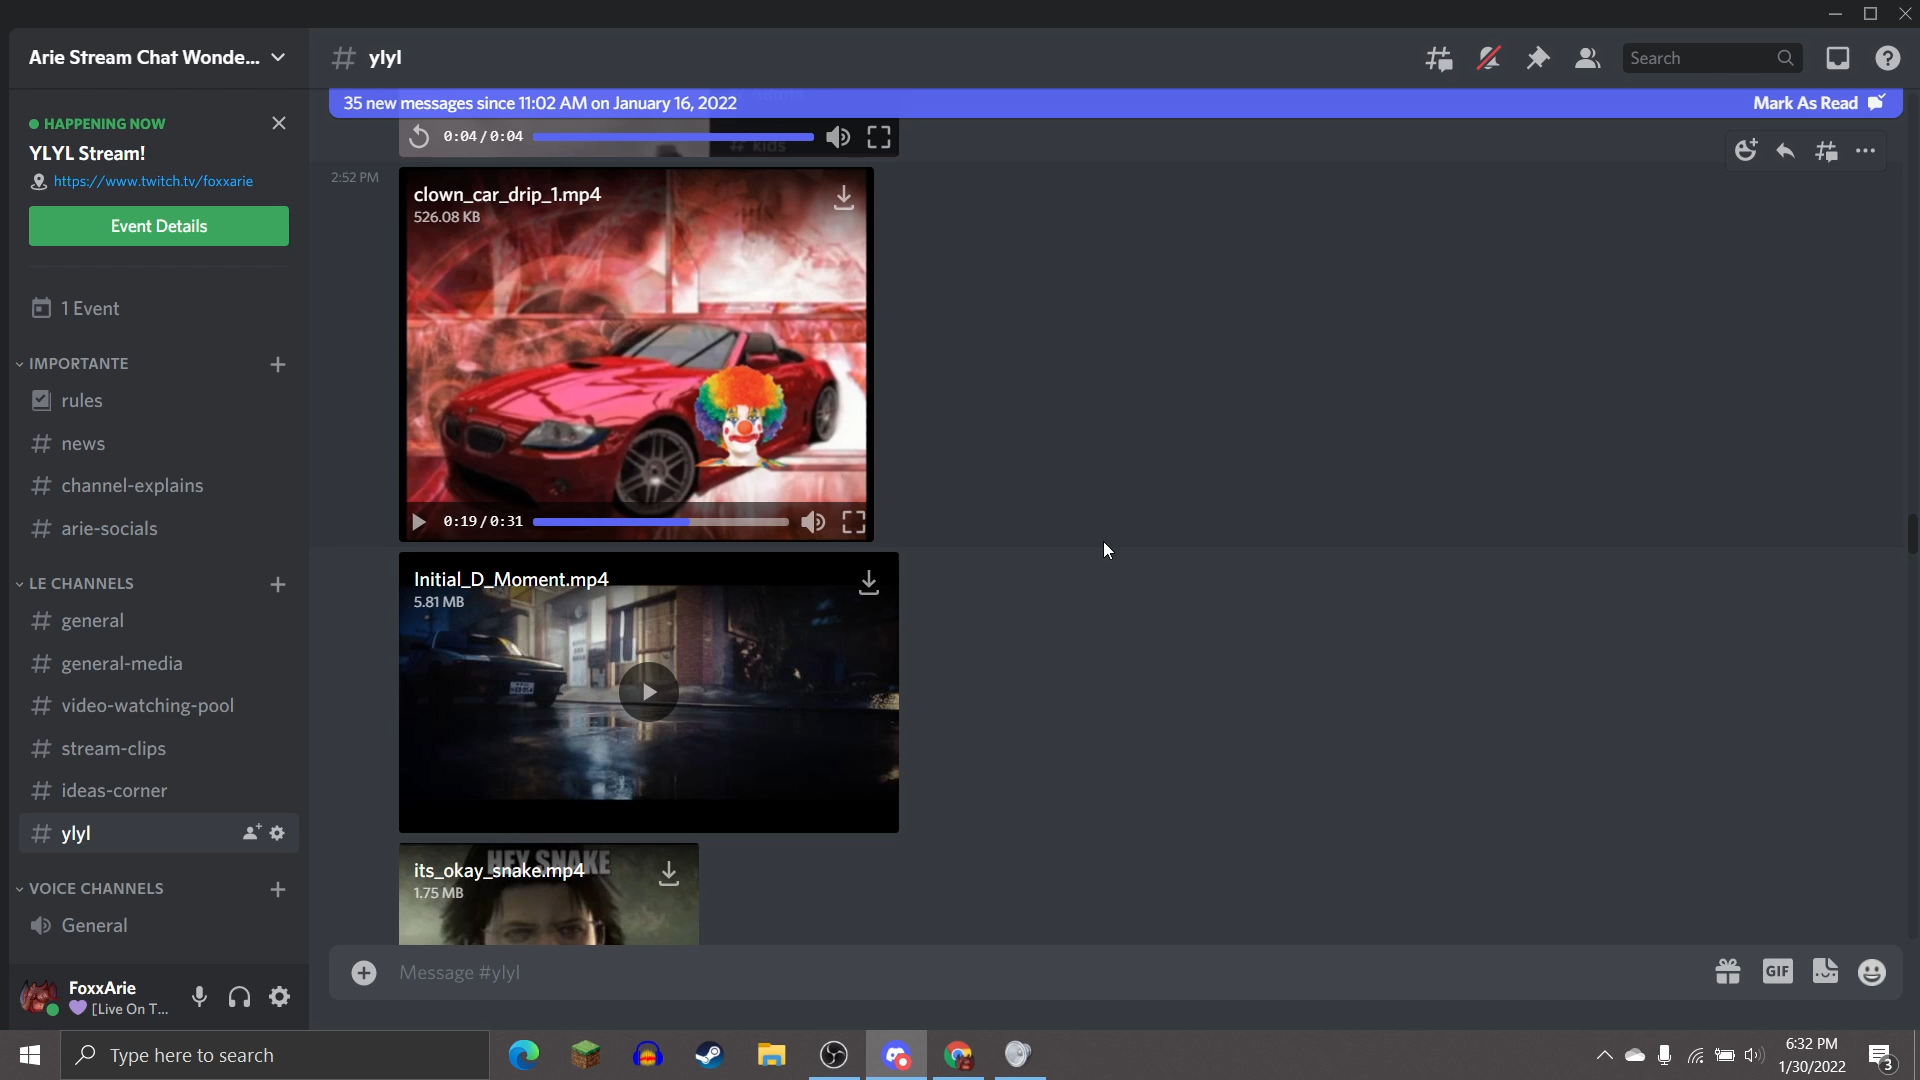 Arie Stream Chat Wonde...
HAPPENING NOW
YLYL Stream!
https://www.twitch.tv/foxxarie
Event Details
1 Event
IMPORTANTE
rules
news
channel-explains
arie-socials
LE CHANNELS
general
general-media
video-watching-pool
stream-clips
ideas-corner
ylyl
VOICE CHANNELS
General
FoxxArie
[Live On T...
ylyl
Search
35 new messages since 11:02 AM on January 16, 2022
Mark As Read
0:04/0:04
# kids
2:52 PM
clown_car_drip_1.mp4
526.08 KB
0:19/0:31
Initial_D_Moment.mp4
5.81 MB
HEY SNAKE
its_okay_snake.mp4
1.75 MB
Message #ylyl
GIF
Type here to search
6:32 PM
1/30/2022
3